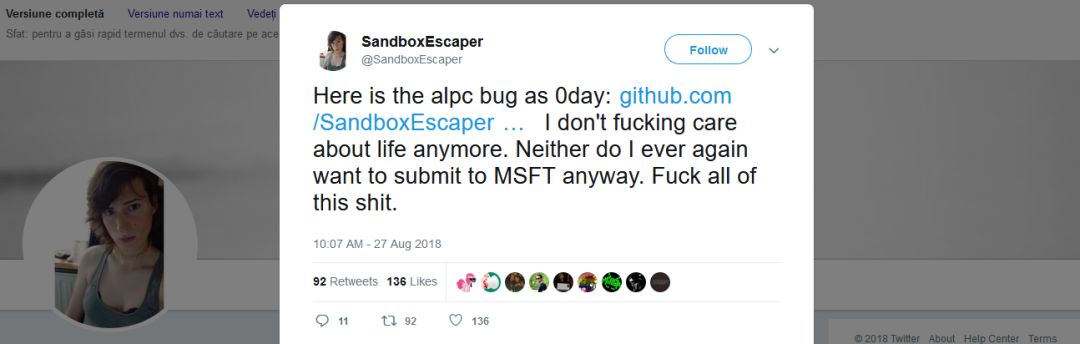 Versiune completă Versiune numai text Vedeți
Sfat: pentru a găsi rapid termenul dvs. de căutare pe ace
SandboxEscaper
@SandboxEscaper
Follow
Here is the alpc bug as 0day: github.com
/SandboxEscaper … I don't fucking care
about life anymore. Neither do I ever again
want to submit to MSFT anyway. Fuck all of
this shit.
10:07 AM - 27 Aug 2018
92 Retweets 136 Likes
11 92 136
© 2018 Twitter About Help Center Terms